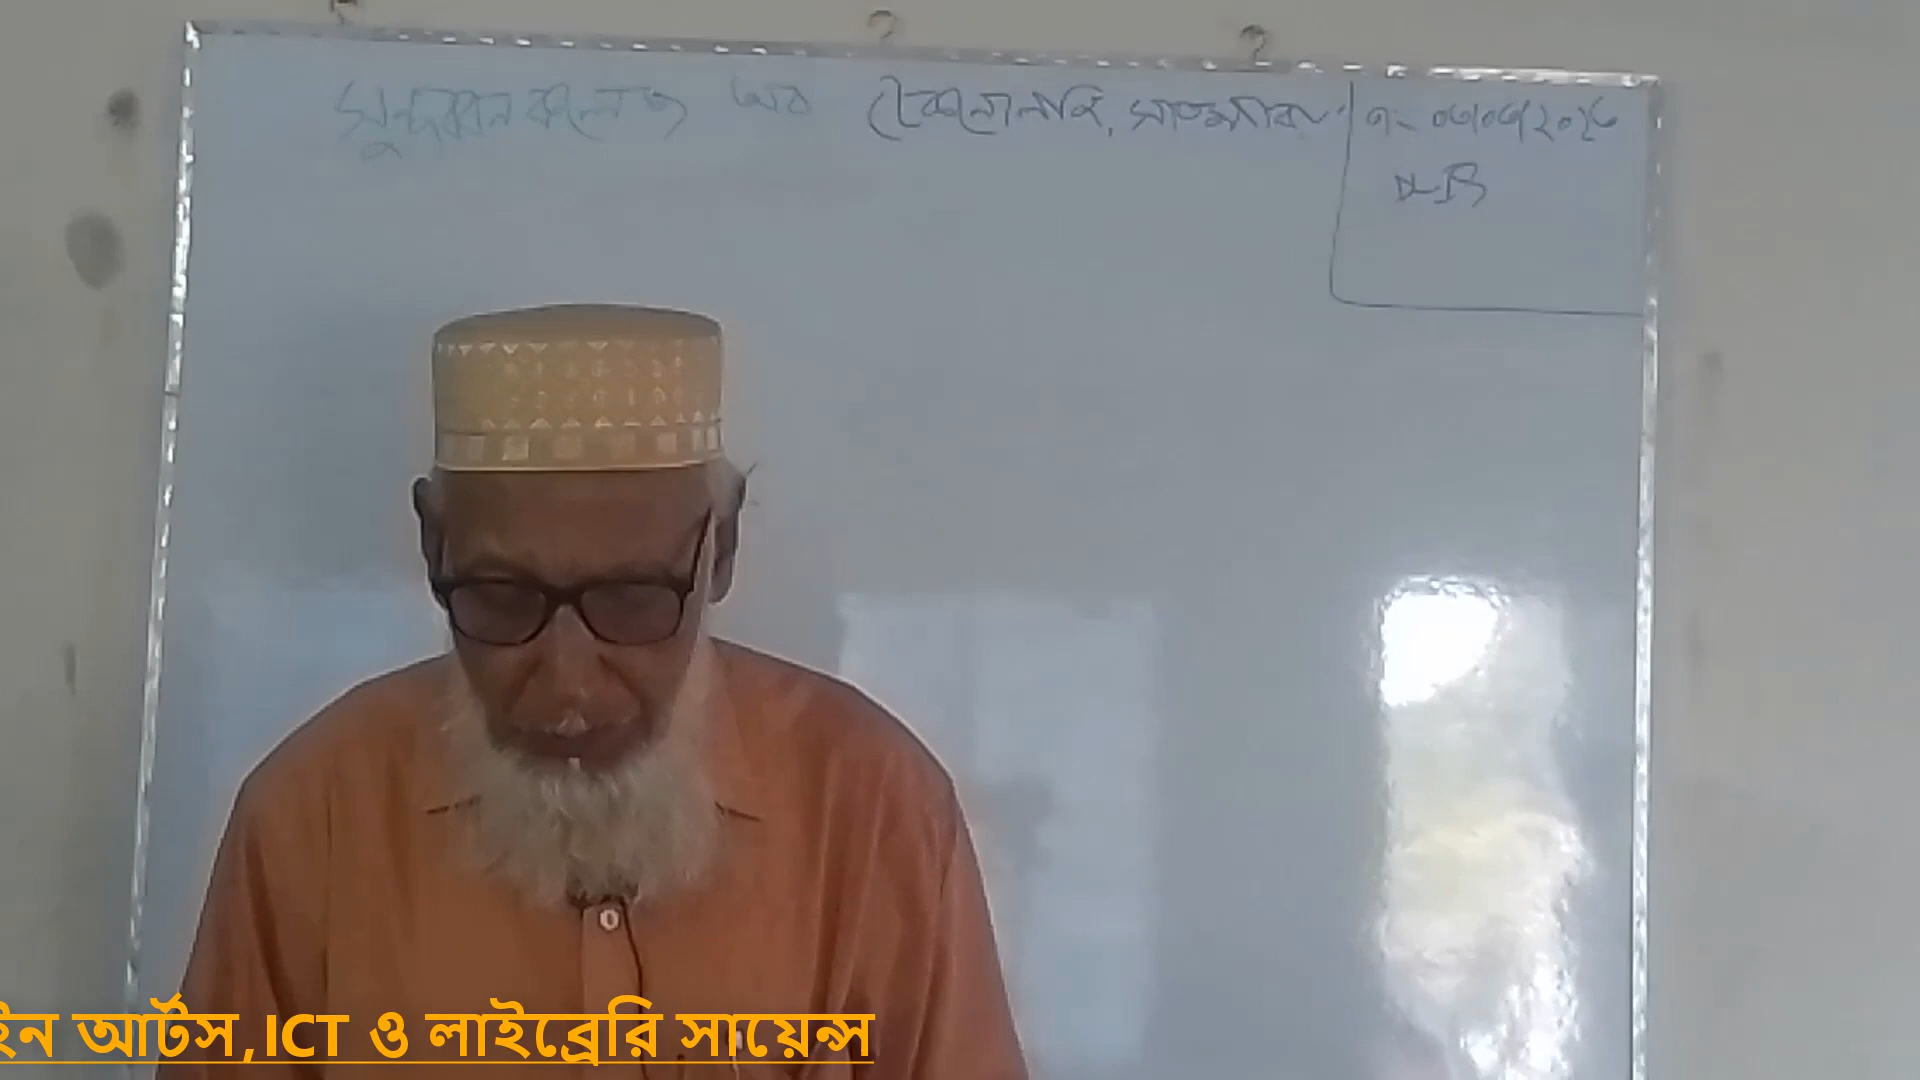 সুন্দরবন কলেজ অব টেকনোলজি, সাতক্ষীরা
ইন আর্টস,ICT ও লাইব্রেরি সায়েন্স